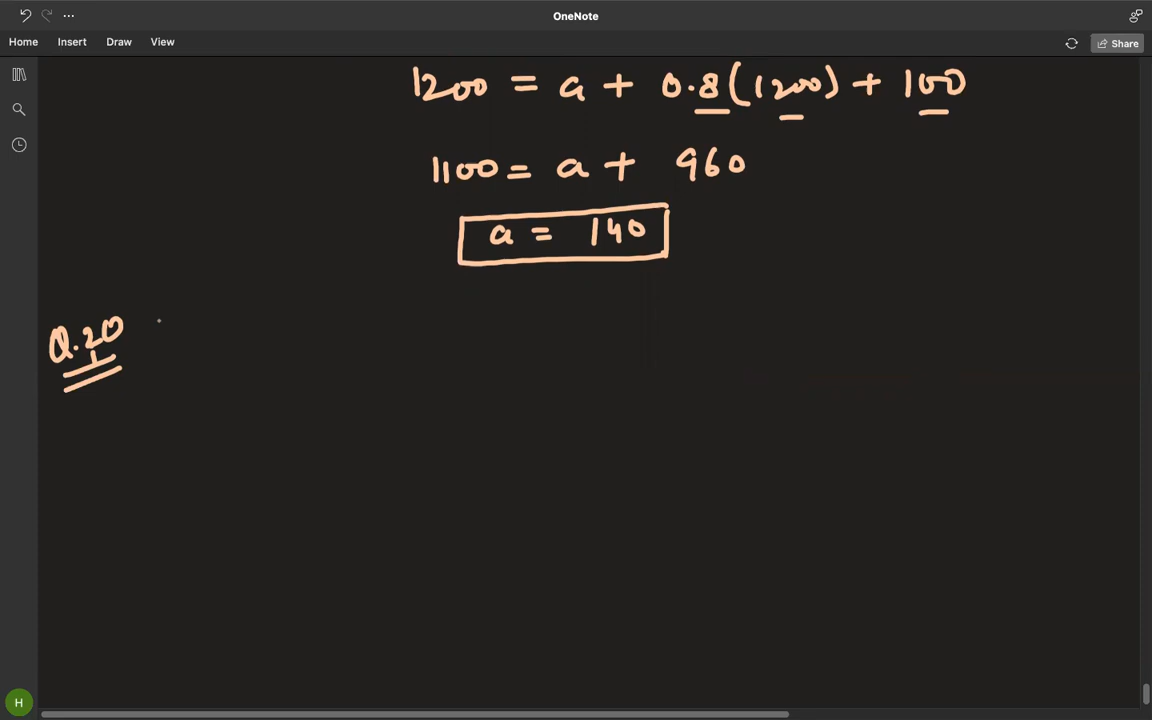 OneNote
Home Insert Draw View
Share
1200 = a + 0.8(1200) + 100
1100 = a + 960
a = 140
Q.20
H